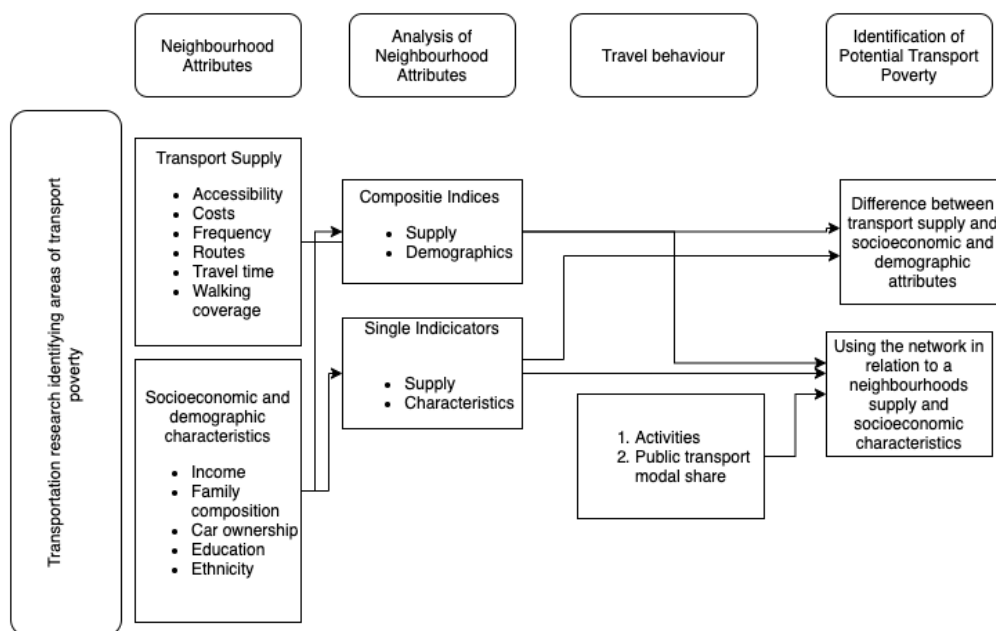 Neighbourhood
Attributes
Analysis of
Neighbourhood
Attributes
Travel behaviour
Identification of
Potential Transport
Poverty
Transportation research identifying areas of transport
poverty
Transport Supply
• Accessibility
• Costs
• Frequency
• Routes
• Travel time
• Walking
coverage
Socioeconomic and
demographic
characteristics
• Income
• Family
composition
• Car ownership
• Education
• Ethnicity
Compositie Indices
• Supply
• Demographics
Single Indicicators
• Supply
• Characteristics
1. Activities
2. Public transport
modal share
Difference between
transport supply and
socioeconomic and
demographic
attributes
Using the network in
relation to a
neighbourhoods
supply and
socioeconomic
characteristics